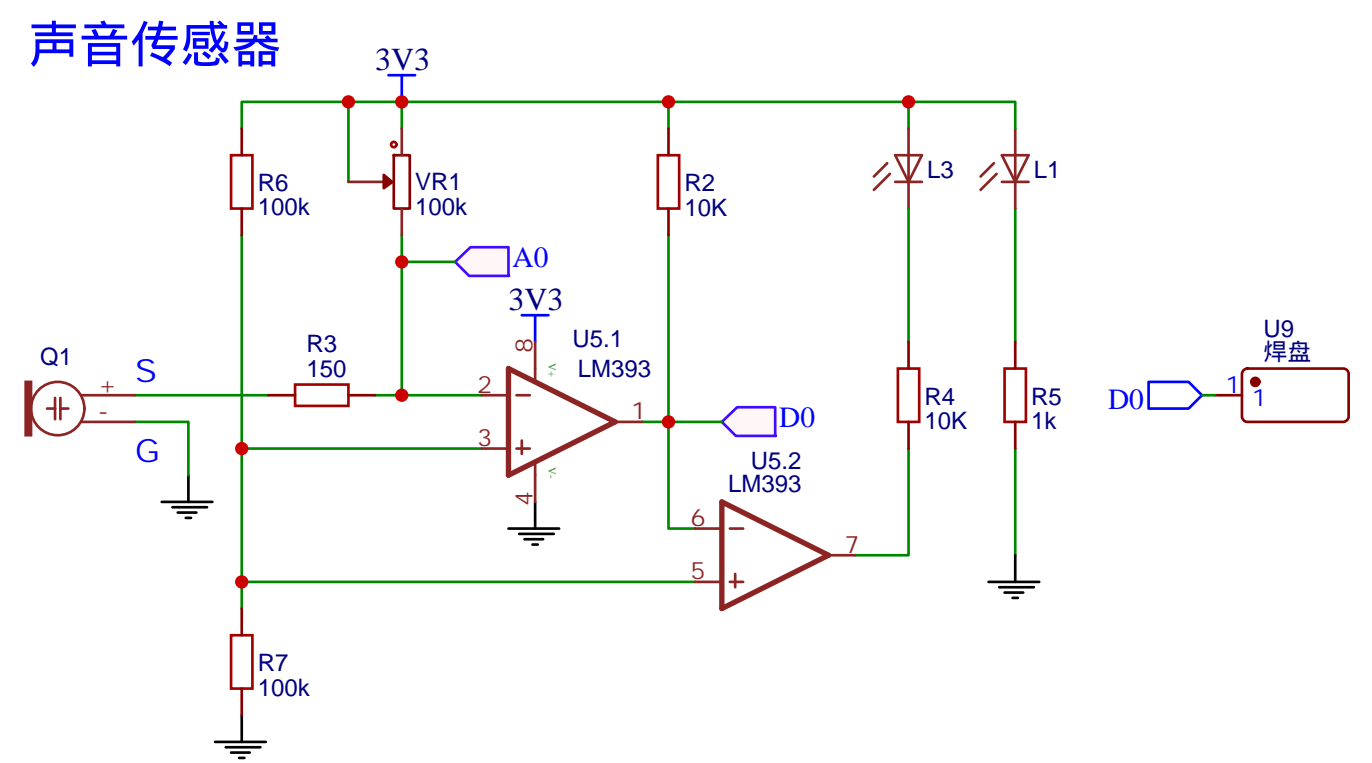 声音传感器
3V3
R6
100k
VR1
100k
R2
10K
L3
L1
A0
3V3
U5.1
LM393
8
V+
Q1
+
-
S
G
R3
150
2
3
1
4
V-
D0
U5.2
LM393
6
5
7
R4
10K
R5
1k
U9
焊盘
D0
1
1
R7
100k